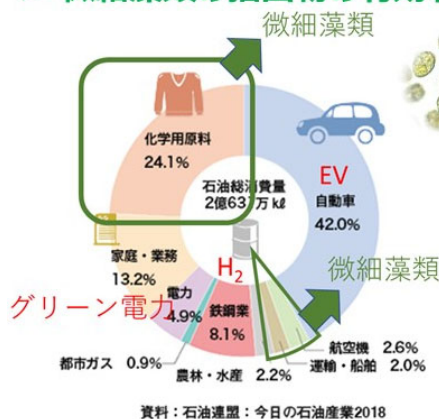 微細藻類
化学用原料
24.1%
石油総消費量
2億637万㎘
EV
自動車
42.0%
家庭・業務
13.2%
H₂
微細藻類
グリーン電力
電力
4.9%
鉄鋼業
8.1%
航空機 2.6%
運輸・船舶 2.0%
都市ガス 0.9%
農林・水産 2.2%
資料:石油連盟:今日の石油産業2018